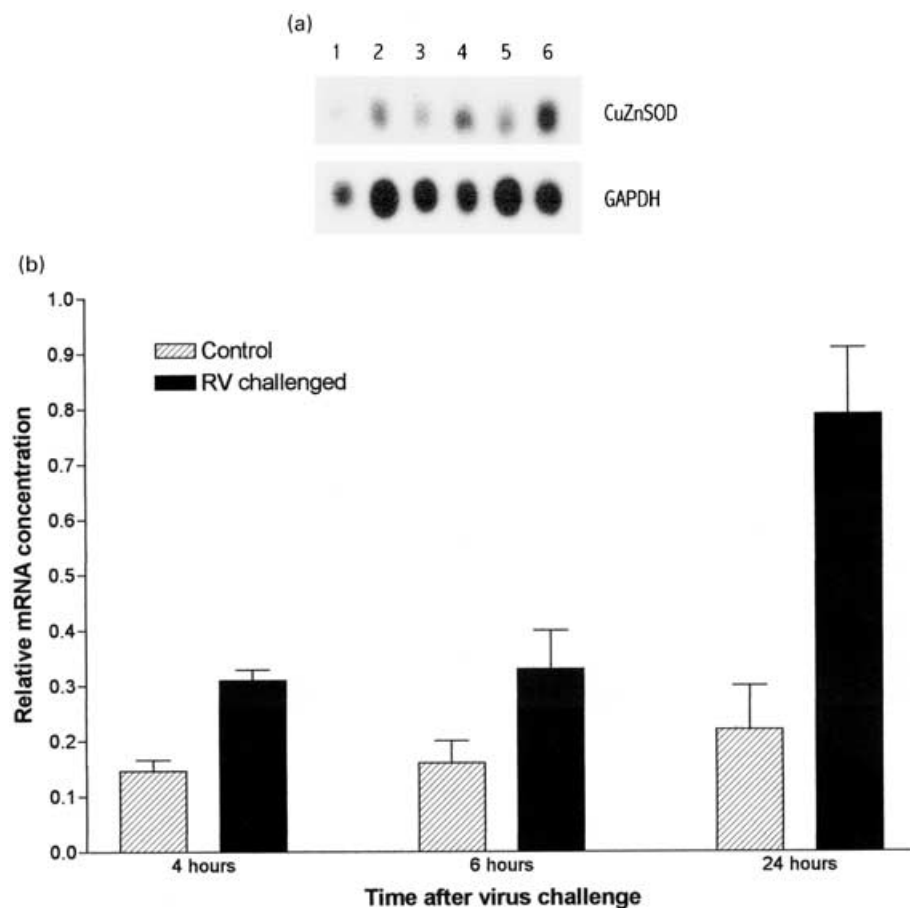 (a)
1 2 3 4 5 6
CuZnSOD
GAPDH
(b)
1.0
0.9
0.8
0.7
0.6
0.5
0.4
0.3
0.2
0.1
0.0
Relative mRNA concentration
Control
RV challenged
4 hours 6 hours 24 hours
Time after virus challenge